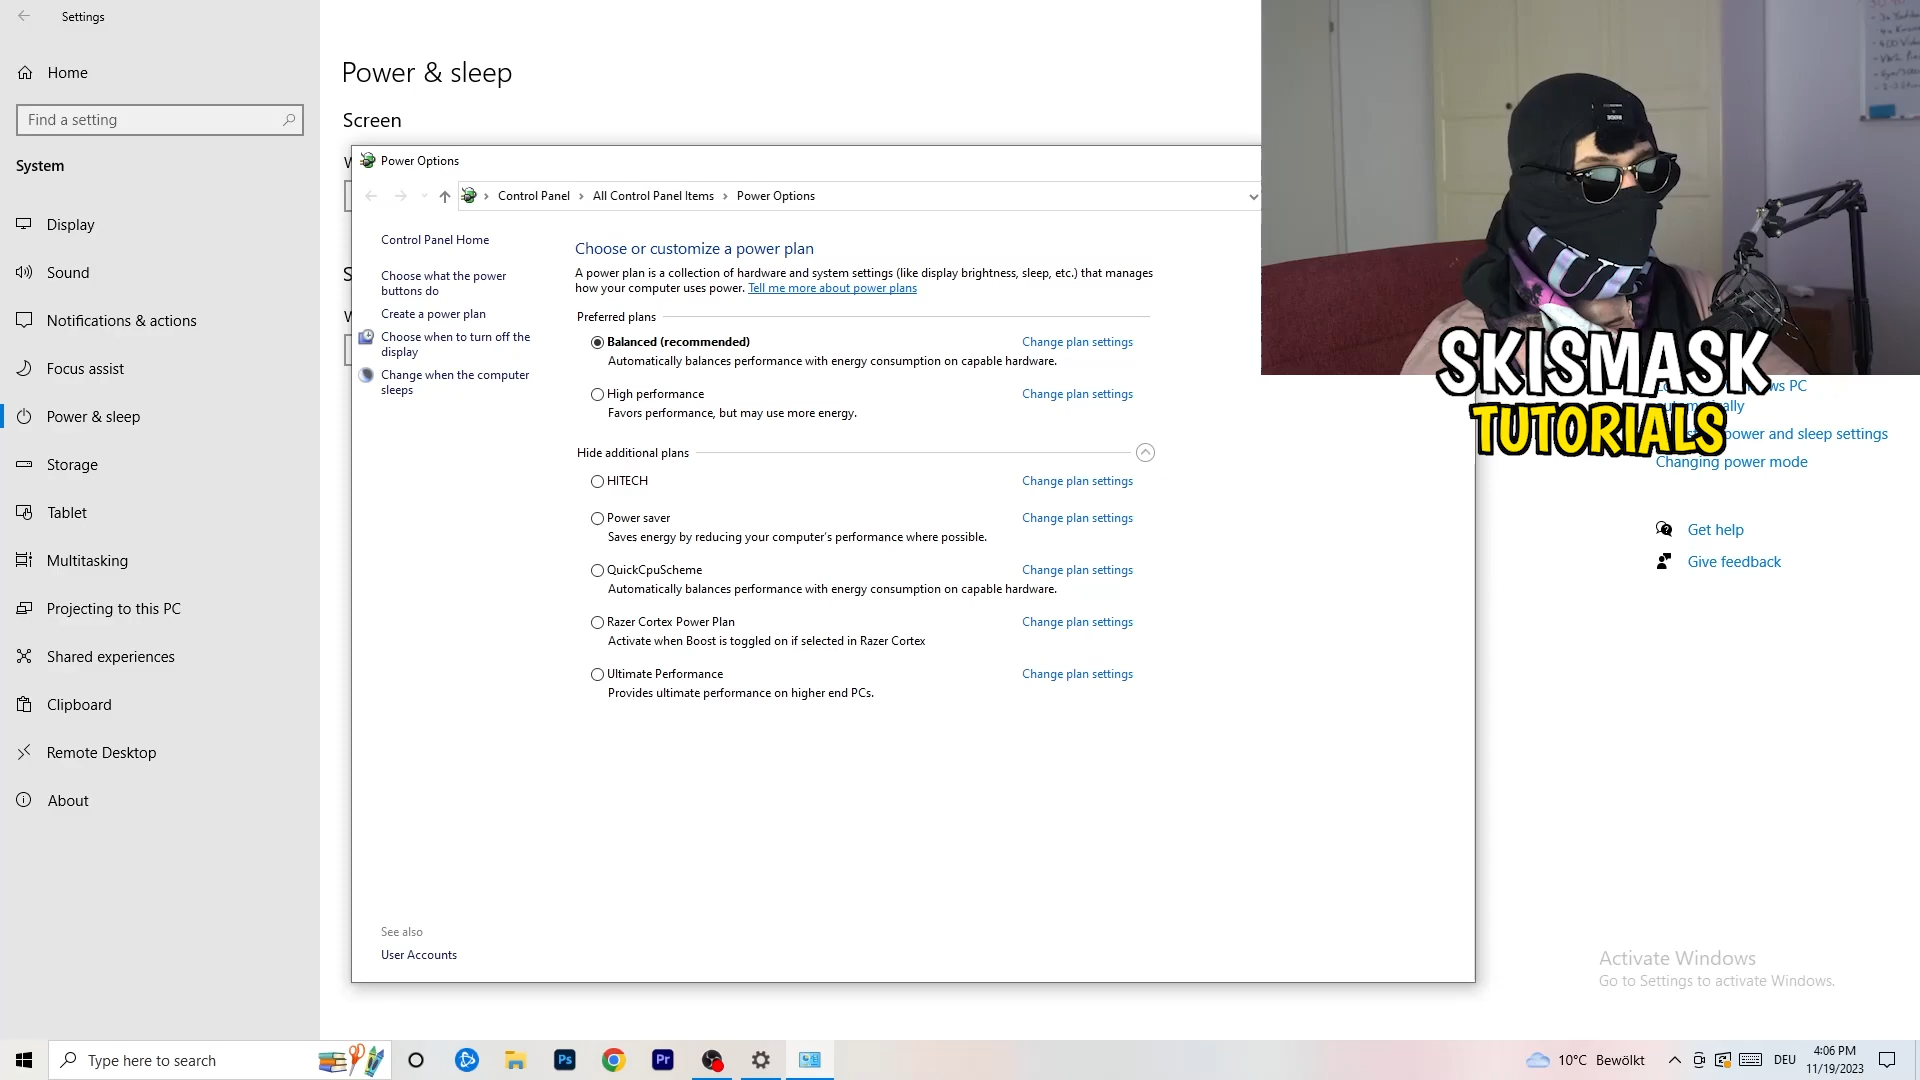 Settings
Home
Find a setting
System
Display
Sound
Notifications & actions
Focus assist
Power & sleep
Storage
Tablet
Multitasking
Projecting to this PC
Shared experiences
Clipboard
Remote Desktop
About
Power & sleep
Screen
Power Options
Control Panel
All Control Panel Items
Power Options
Control Panel Home
Choose what the power
buttons do
Create a power plan
Choose when to turn off the
display
Change when the computer
sleeps
See also
User Accounts
Choose or customize a power plan
A power plan is a collection of hardware and system settings (like display brightness, sleep, etc.) that manages
how your computer uses power. Tell me more about power plans
Preferred plans
Balanced (recommended) Change plan settings
Automatically balances performance with energy consumption on capable hardware.
High performance Change plan settings
Favors performance, but may use more energy.
Hide additional plans
HITECH Change plan settings
Power saver Change plan settings
Saves energy by reducing your computer's performance where possible.
QuickCpuScheme Change plan settings
Automatically balances performance with energy consumption on capable hardware.
Razer Cortex Power Plan Change plan settings
Activate when Boost is toggled on if selected in Razer Cortex
Ultimate Performance Change plan settings
Provides ultimate performance on higher end PCs.
SKISMASK
TUTORIALS
PC
power and sleep settings
Changing power mode
Get help
Give feedback
Activate Windows
Go to Settings to activate Windows.
Type here to search
Ps
Pr
10°C Bewölkt
DEU
4:06 PM
11/19/2023